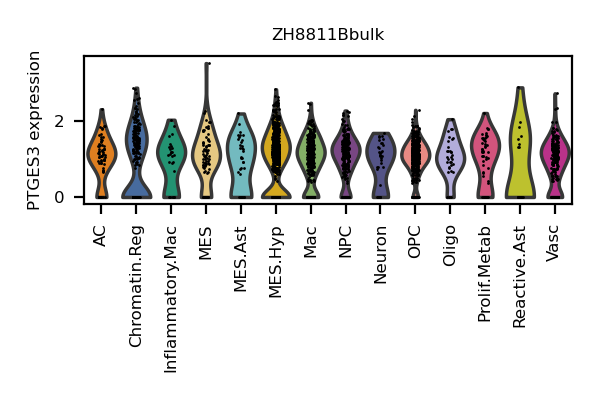 ZH8811Bbulk
PTGES3 expression
2
0
AC
Chromatin.Reg
Inflammatory.Mac
MES
MES.Ast
MES.Hyp
Mac
NPC
Neuron
OPC
Oligo
Prolif.Metab
Reactive.Ast
Vasc